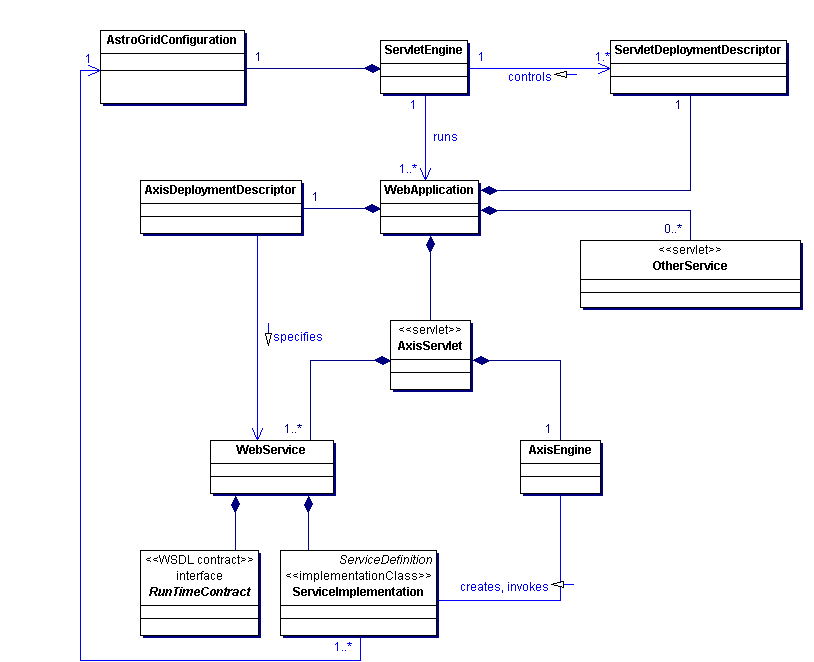 AstroGridConfiguration
1
1
ServletEngine
1
1..*
ServletDeploymentDescriptor
controls
1
1
runs
1..*
AxisDeploymentDescriptor
1
WebApplication
0..*
<<servlet>>
OtherService
specifies
<<servlet>>
AxisServlet
1..*
1
WebService
AxisEngine
<<WSDL contract>>
interface
RunTimeContract
ServiceDefinition
<<implementationClass>>
ServiceImplementation
creates, invokes
1..*